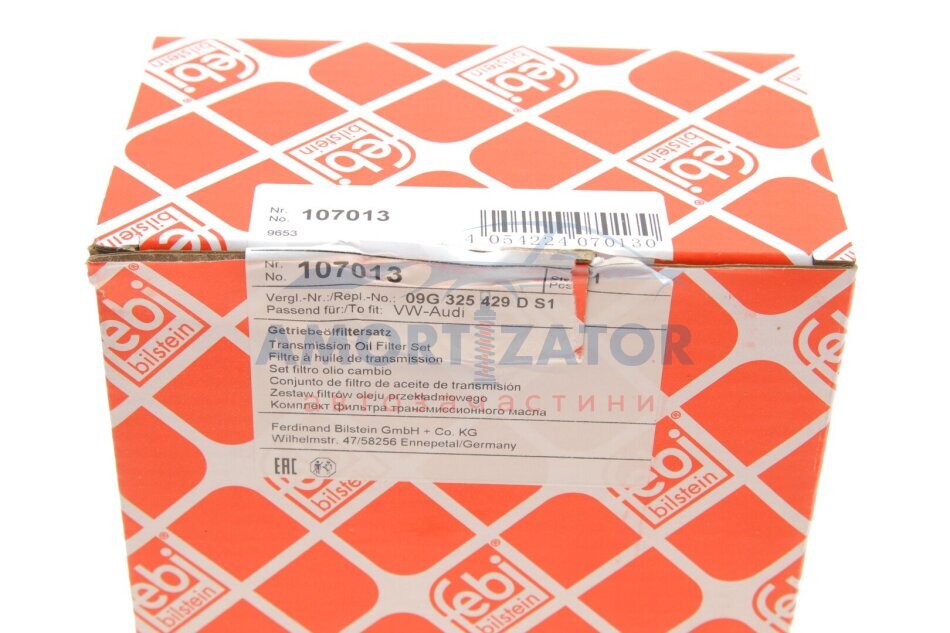 febi
bilstein
Nr.
No. 107013
9653
4 054224 070130
Nr.
No. 107013
Vergl.-Nr.:/Repl.-No.: 09G 325 429 D S1
Passend für:/To fit: VW-Audi
Getriebeölfiltersatz
Transmission Oil Filter Set
Filtre à huile de transmission
Set filtro olio cambio
Conjunto de filtro de aceite de transmisión
Zestaw filtrów oleju przekładniowego
Комплект фильтра трансмиссионного масла
Ferdinand Bilstein GmbH + Co. KG
Wilhelmstr. 47/58256 Ennepetal/Germany
EAC
AMORTIZATOR
автозапчастини